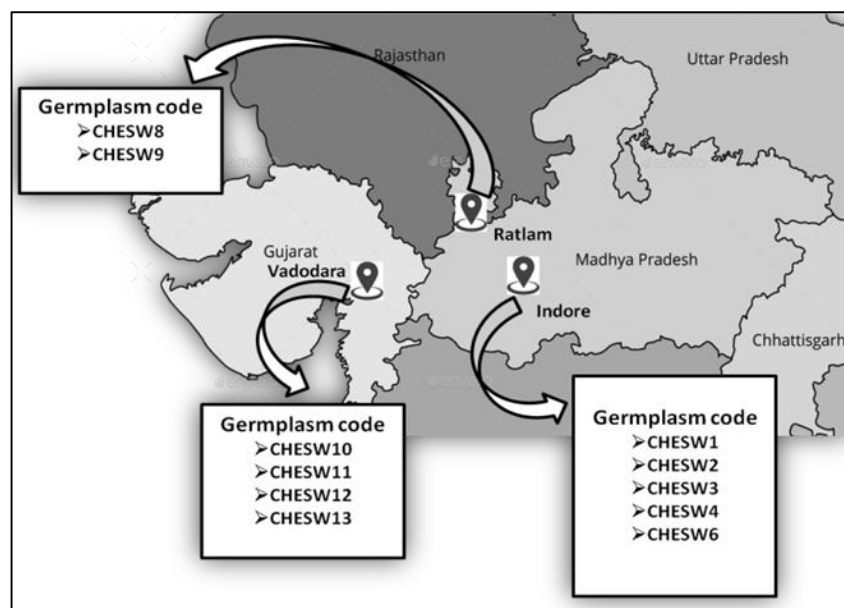 Rajasthan
Uttar Pradesh
Germplasm code
➢CHESW8
➢CHESW9
Ratlam
Gujarat
Vadodara
Madhya Pradesh
Indore
Chhattisgarh
Germplasm code
➢CHESW10
➢CHESW11
➢CHESW12
➢CHESW13
Germplasm code
➢CHESW1
➢CHESW2
➢CHESW3
➢CHESW4
➢CHESW6